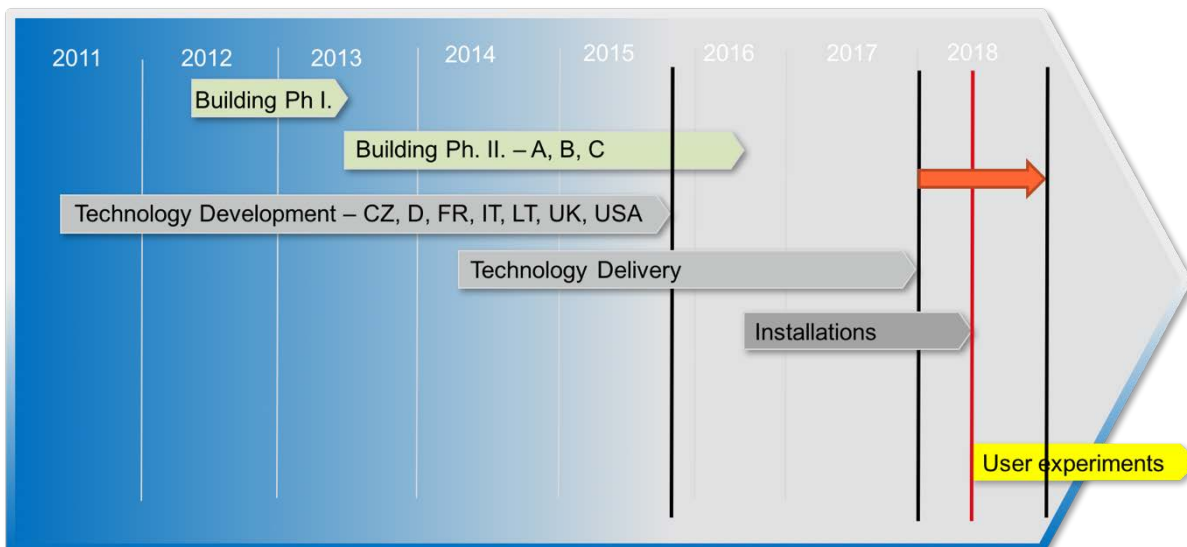 2011 2012 2013 2014 2015 2016 2017 2018
Building Ph I.
Building Ph. II. – A, B, C
Technology Development – CZ, D, FR, IT, LT, UK, USA
Technology Delivery
Installations
User experiments